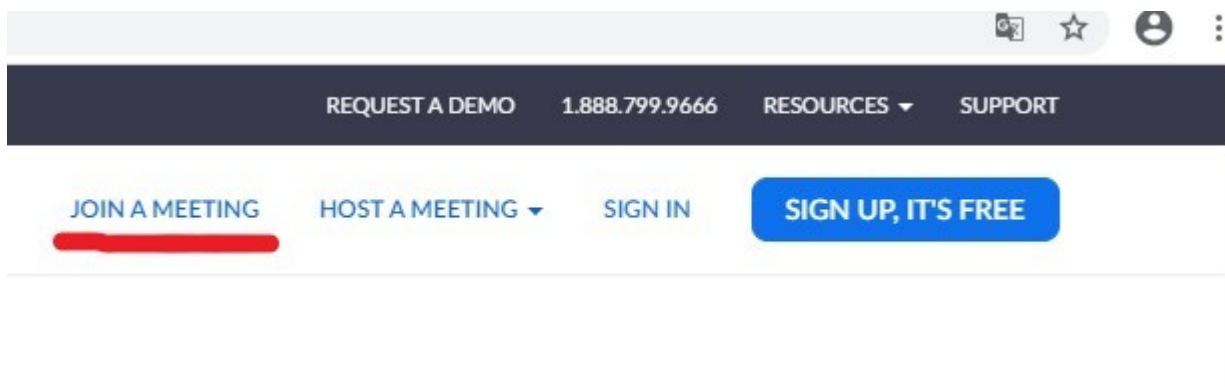 REQUEST A DEMO 1.888.799.9666 RESOURCES SUPPORT
JOIN A MEETING HOST A MEETING SIGN IN SIGN UP, IT'S FREE